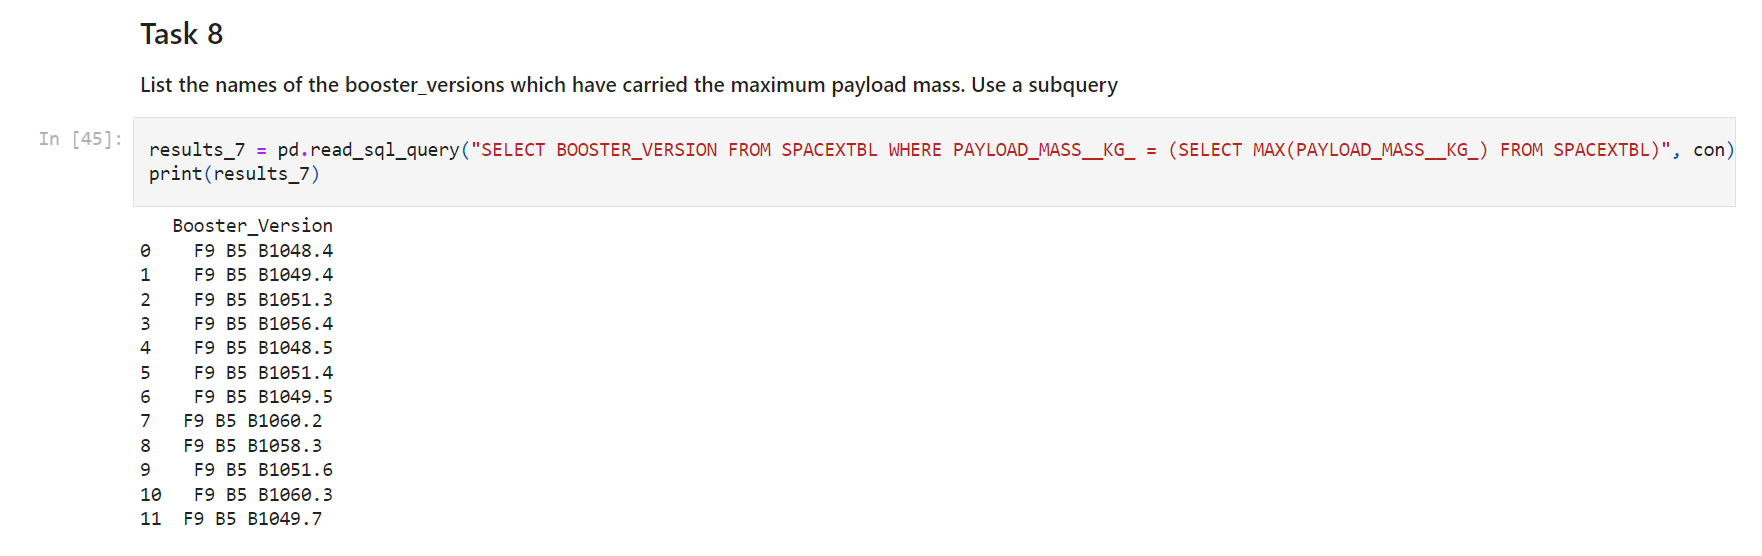 Task 8
List the names of the booster_versions which have carried the maximum payload mass. Use a subquery
In [45]:
results_7 = pd.read_sql_query("SELECT BOOSTER_VERSION FROM SPACEXTBL WHERE PAYLOAD_MASS__KG_ = (SELECT MAX(PAYLOAD_MASS__KG_) FROM SPACEXTBL)", con)
print(results_7)
Booster_Version
0 F9 B5 B1048.4
1 F9 B5 B1049.4
2 F9 B5 B1051.3
3 F9 B5 B1056.4
4 F9 B5 B1048.5
5 F9 B5 B1051.4
6 F9 B5 B1049.5
7 F9 B5 B1060.2
8 F9 B5 B1058.3
9 F9 B5 B1051.6
10 F9 B5 B1060.3
11 F9 B5 B1049.7